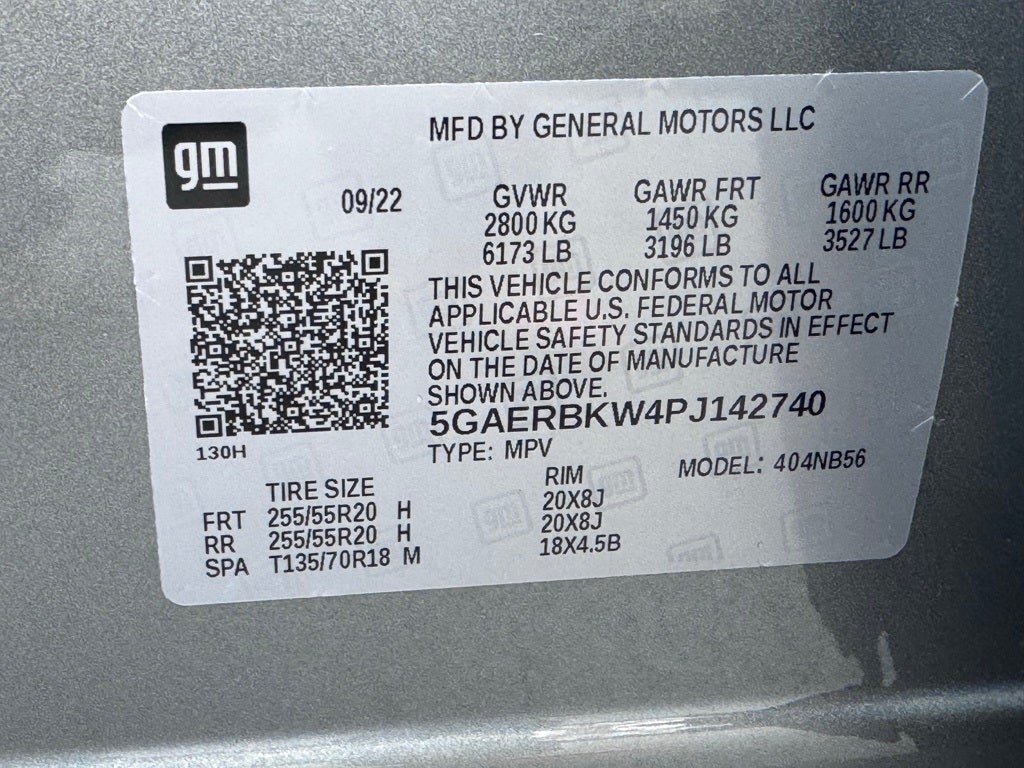 gm
MFD BY GENERAL MOTORS LLC
09/22
GVWR GAWR FRT GAWR RR
2800 KG 1450 KG 1600 KG
6173 LB 3196 LB 3527 LB
THIS VEHICLE CONFORMS TO ALL
APPLICABLE U.S. FEDERAL MOTOR
VEHICLE SAFETY STANDARDS IN EFFECT
ON THE DATE OF MANUFACTURE
SHOWN ABOVE.
5GAERBKW4PJ142740
130H
TYPE: MPV MODEL: 404NB56
TIRE SIZE RIM
FRT 255/55R20 H 20X8J
RR 255/55R20 H 20X8J
SPA T135/70R18 M 18X4.5B